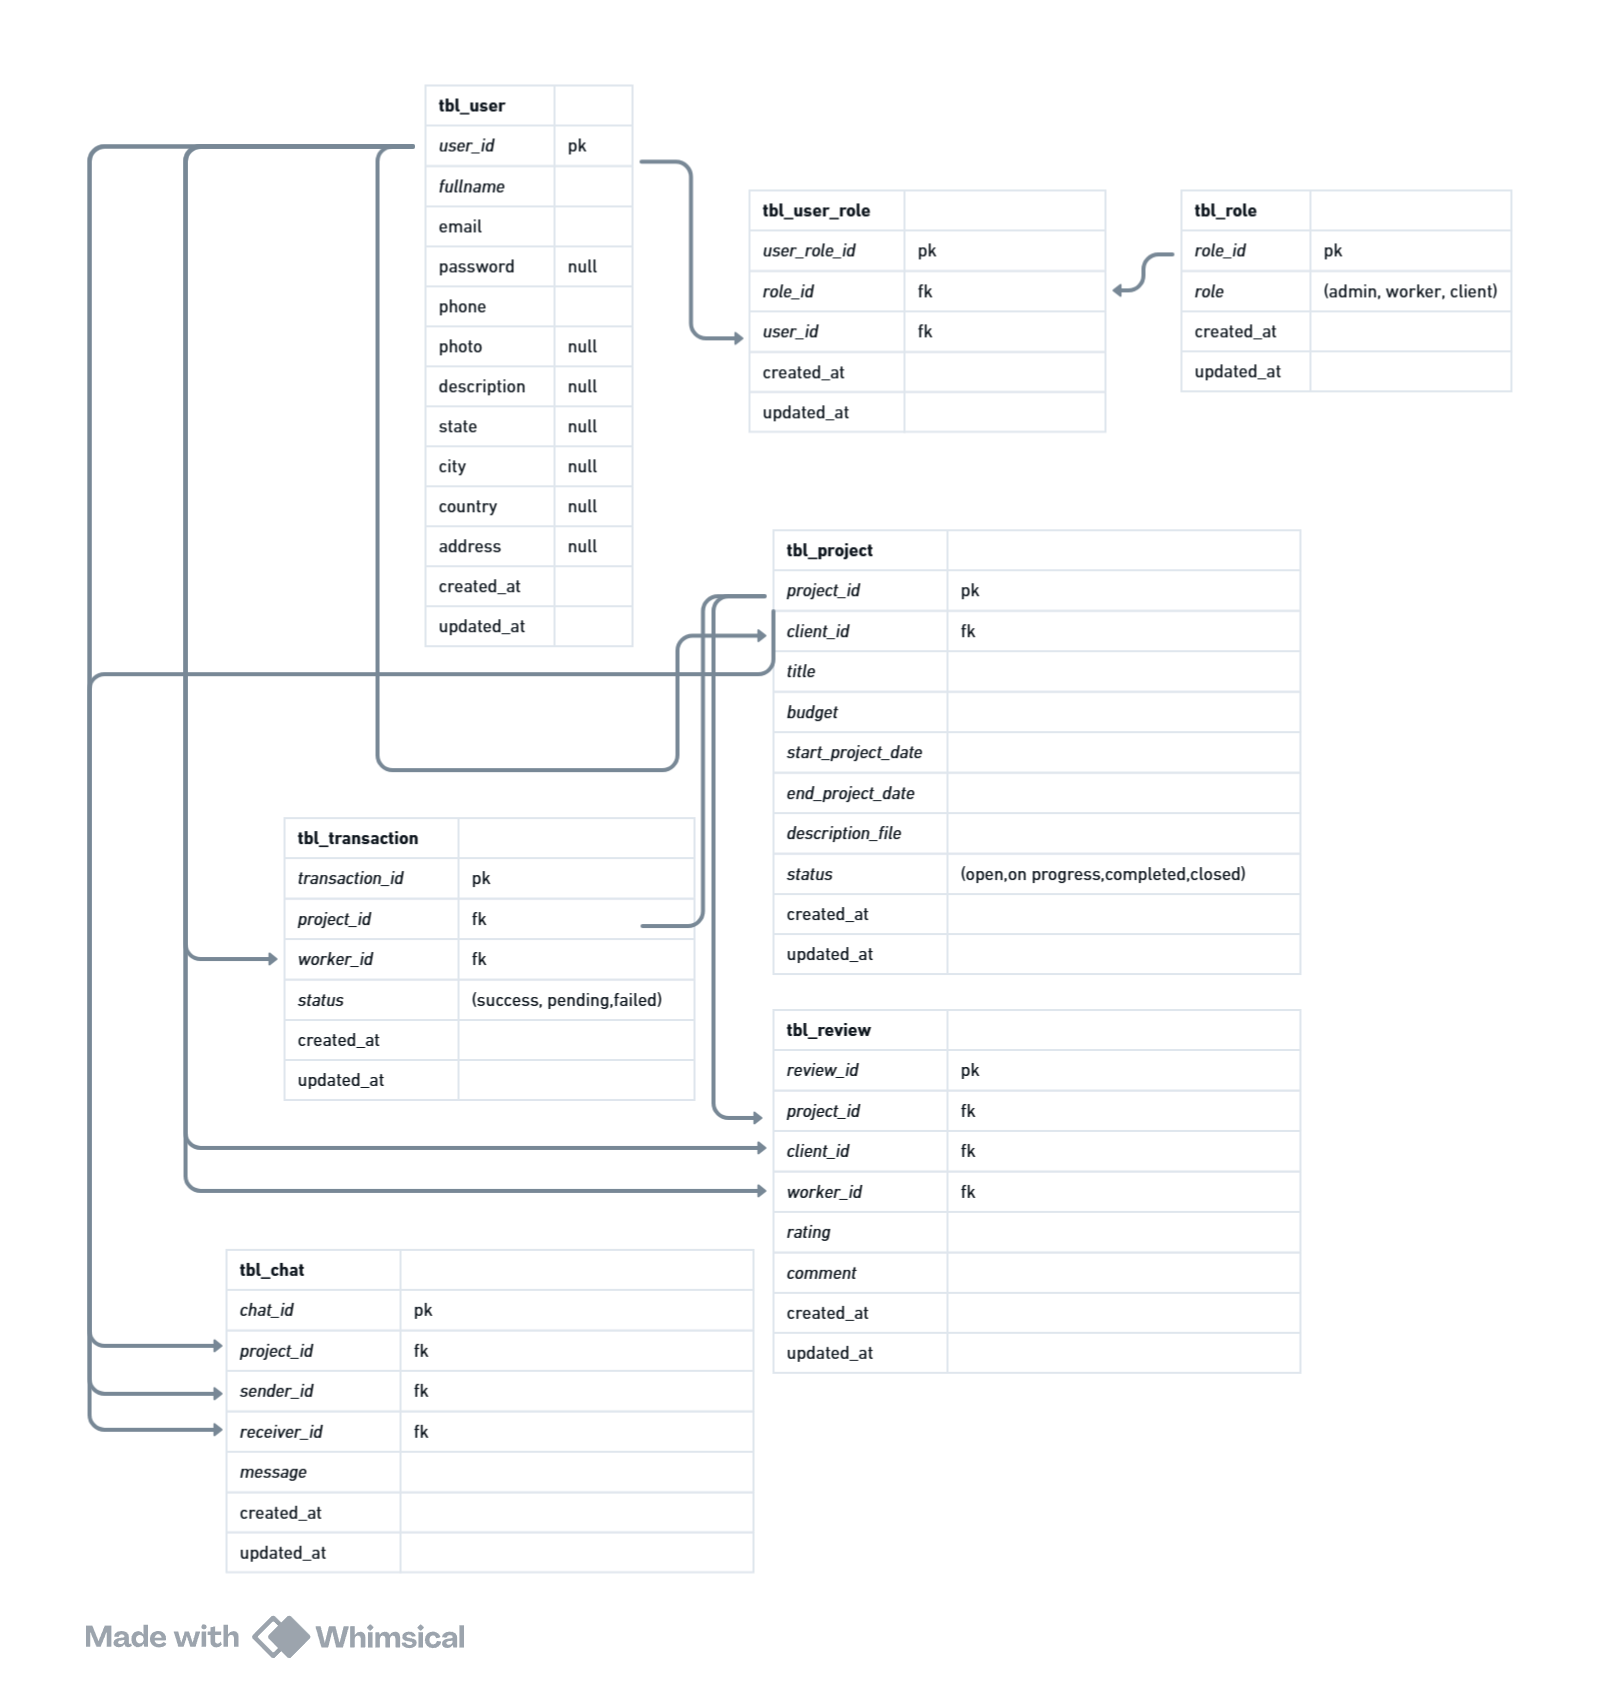 tbl_user
user_id pk
fullname
email
password null
phone
photo null
description null
state null
city null
country null
address null
created_at
updated_at
tbl_user_role
user_role_id pk
role_id fk
user_id fk
created_at
updated_at
tbl_role
role_id pk
role (admin, worker, client)
created_at
updated_at
tbl_project
project_id pk
client_id fk
title
budget
start_project_date
end_project_date
description_file
status (open,on progress,completed,closed)
created_at
updated_at
tbl_transaction
transaction_id pk
project_id fk
worker_id fk
status (success, pending,failed)
created_at
updated_at
tbl_review
review_id pk
project_id fk
client_id fk
worker_id fk
rating
comment
created_at
updated_at
tbl_chat
chat_id pk
project_id fk
sender_id fk
receiver_id fk
message
created_at
updated_at
Made with Whimsical